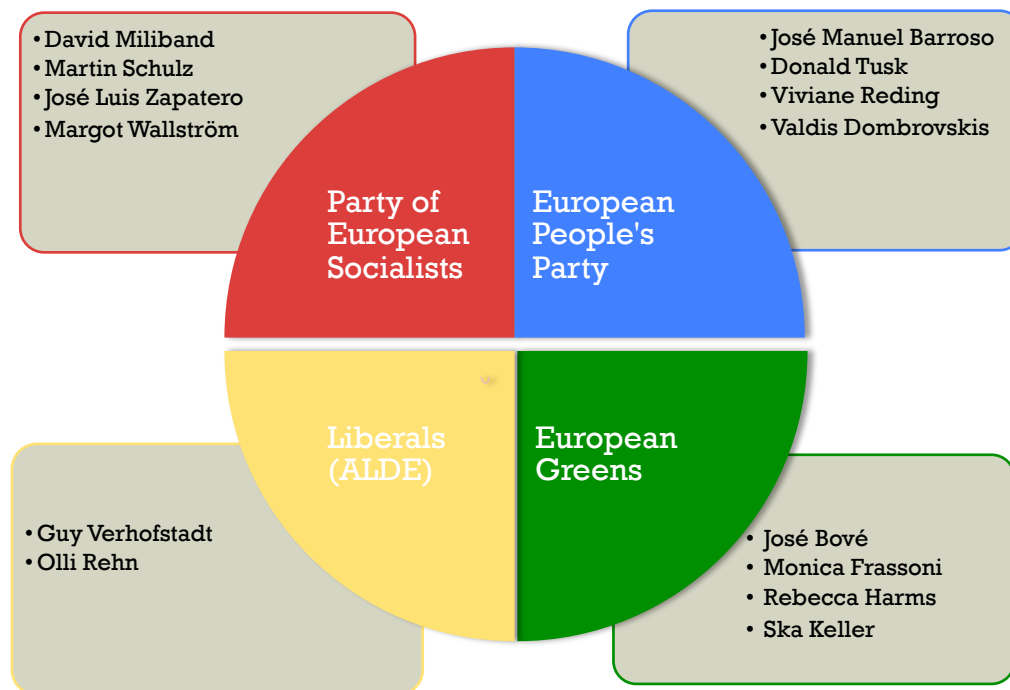 • David Miliband
• Martin Schulz
• José Luis Zapatero
• Margot Wallström
• José Manuel Barroso
• Donald Tusk
• Viviane Reding
• Valdis Dombrovskis
Party of
European
Socialists
European
People's
Party
Liberals
(ALDE)
European
Greens
• Guy Verhofstadt
• Olli Rehn
• José Bové
• Monica Frassoni
• Rebecca Harms
• Ska Keller